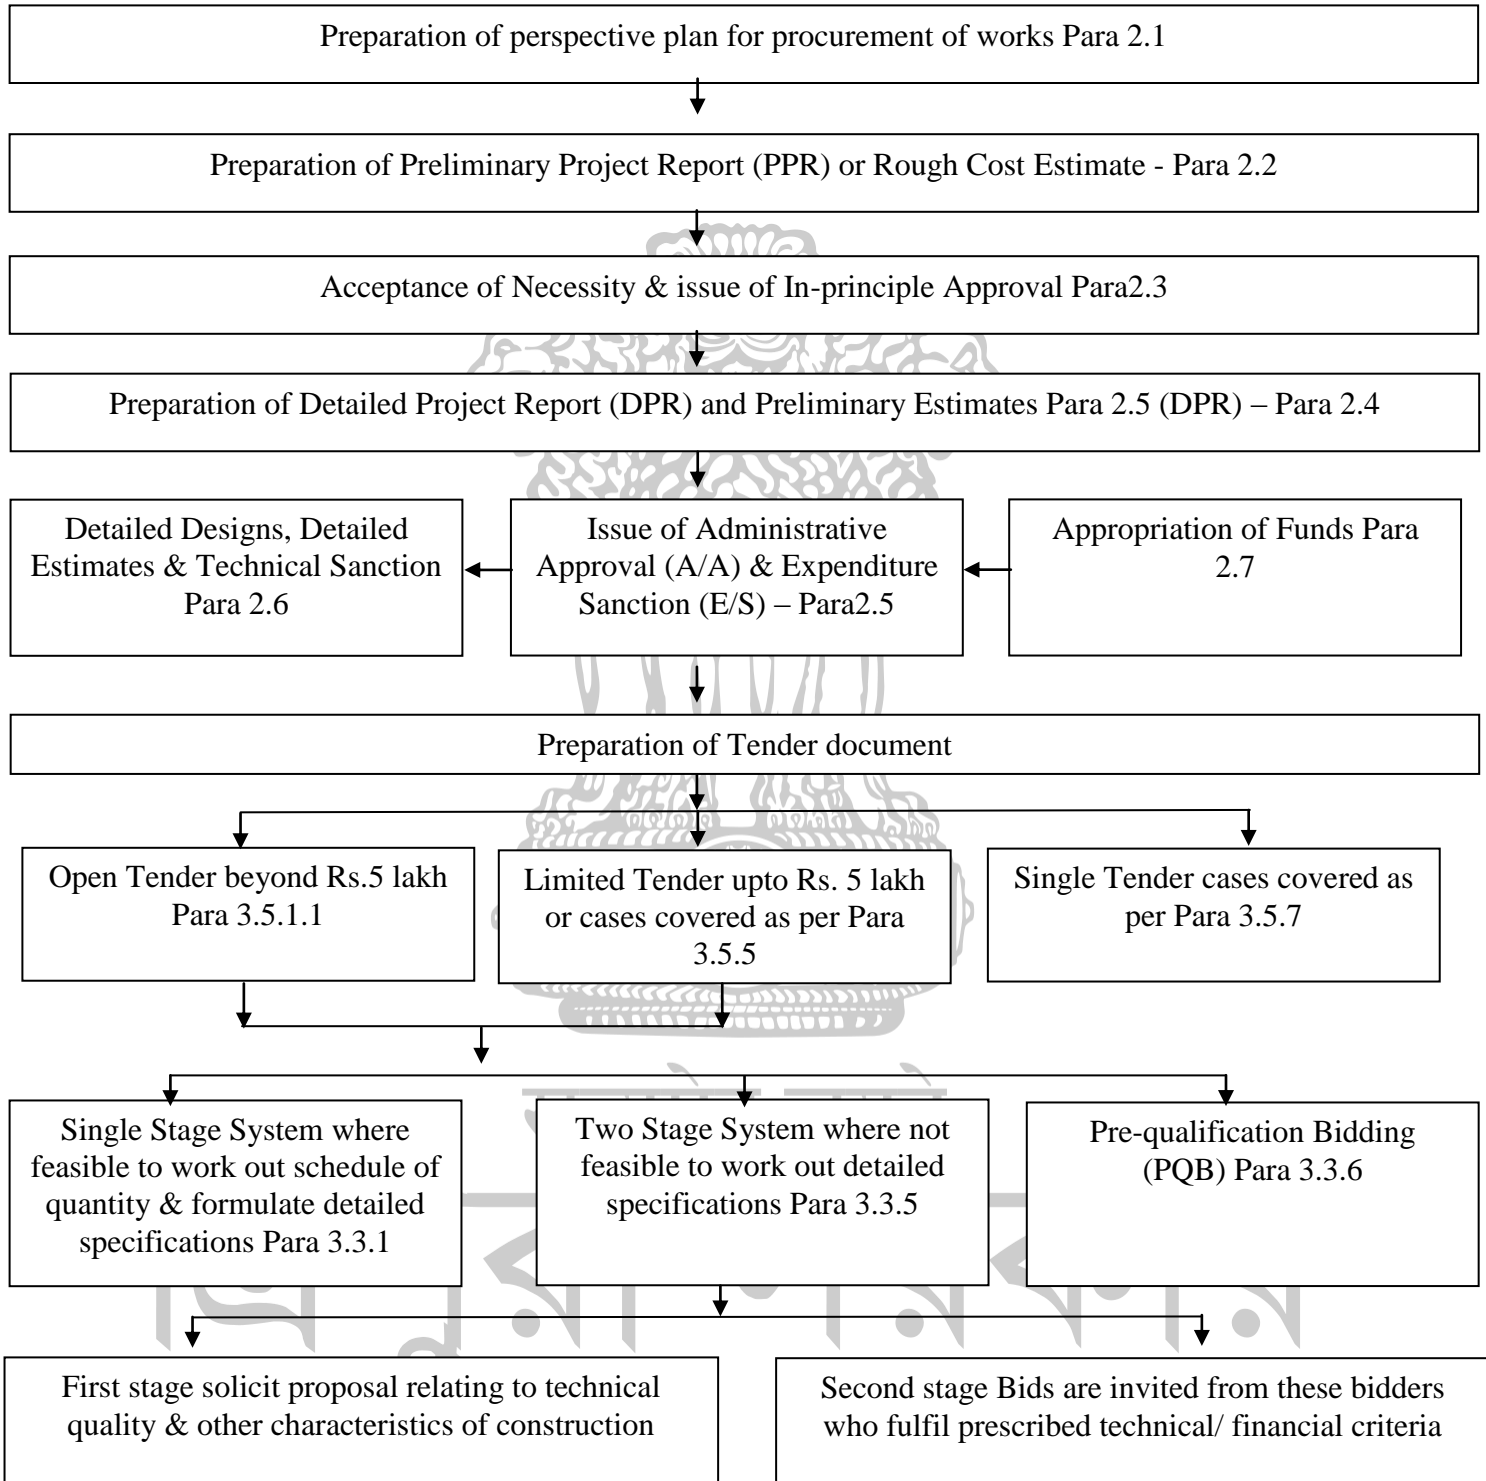 Preparation of perspective plan for procurement of works Para 2.1
Preparation of Preliminary Project Report (PPR) or Rough Cost Estimate - Para 2.2
Acceptance of Necessity & issue of In-principle Approval Para2.3
Preparation of Detailed Project Report (DPR) and Preliminary Estimates Para 2.5 (DPR) – Para 2.4
Detailed Designs, Detailed
Estimates & Technical Sanction
Para 2.6
Issue of Administrative
Approval (A/A) & Expenditure
Sanction (E/S) – Para2.5
Appropriation of Funds Para
2.7
Preparation of Tender document
Open Tender beyond Rs.5 lakh
Para 3.5.1.1
Limited Tender upto Rs. 5 lakh
or cases covered as per Para
3.5.5
Single Tender cases covered as
per Para 3.5.7
Single Stage System where
feasible to work out schedule of
quantity & formulate detailed
specifications Para 3.3.1
Two Stage System where not
feasible to work out detailed
specifications Para 3.3.5
Pre-qualification Bidding
(PQB) Para 3.3.6
First stage solicit proposal relating to technical
quality & other characteristics of construction
Second stage Bids are invited from these bidders
who fulfil prescribed technical/ financial criteria